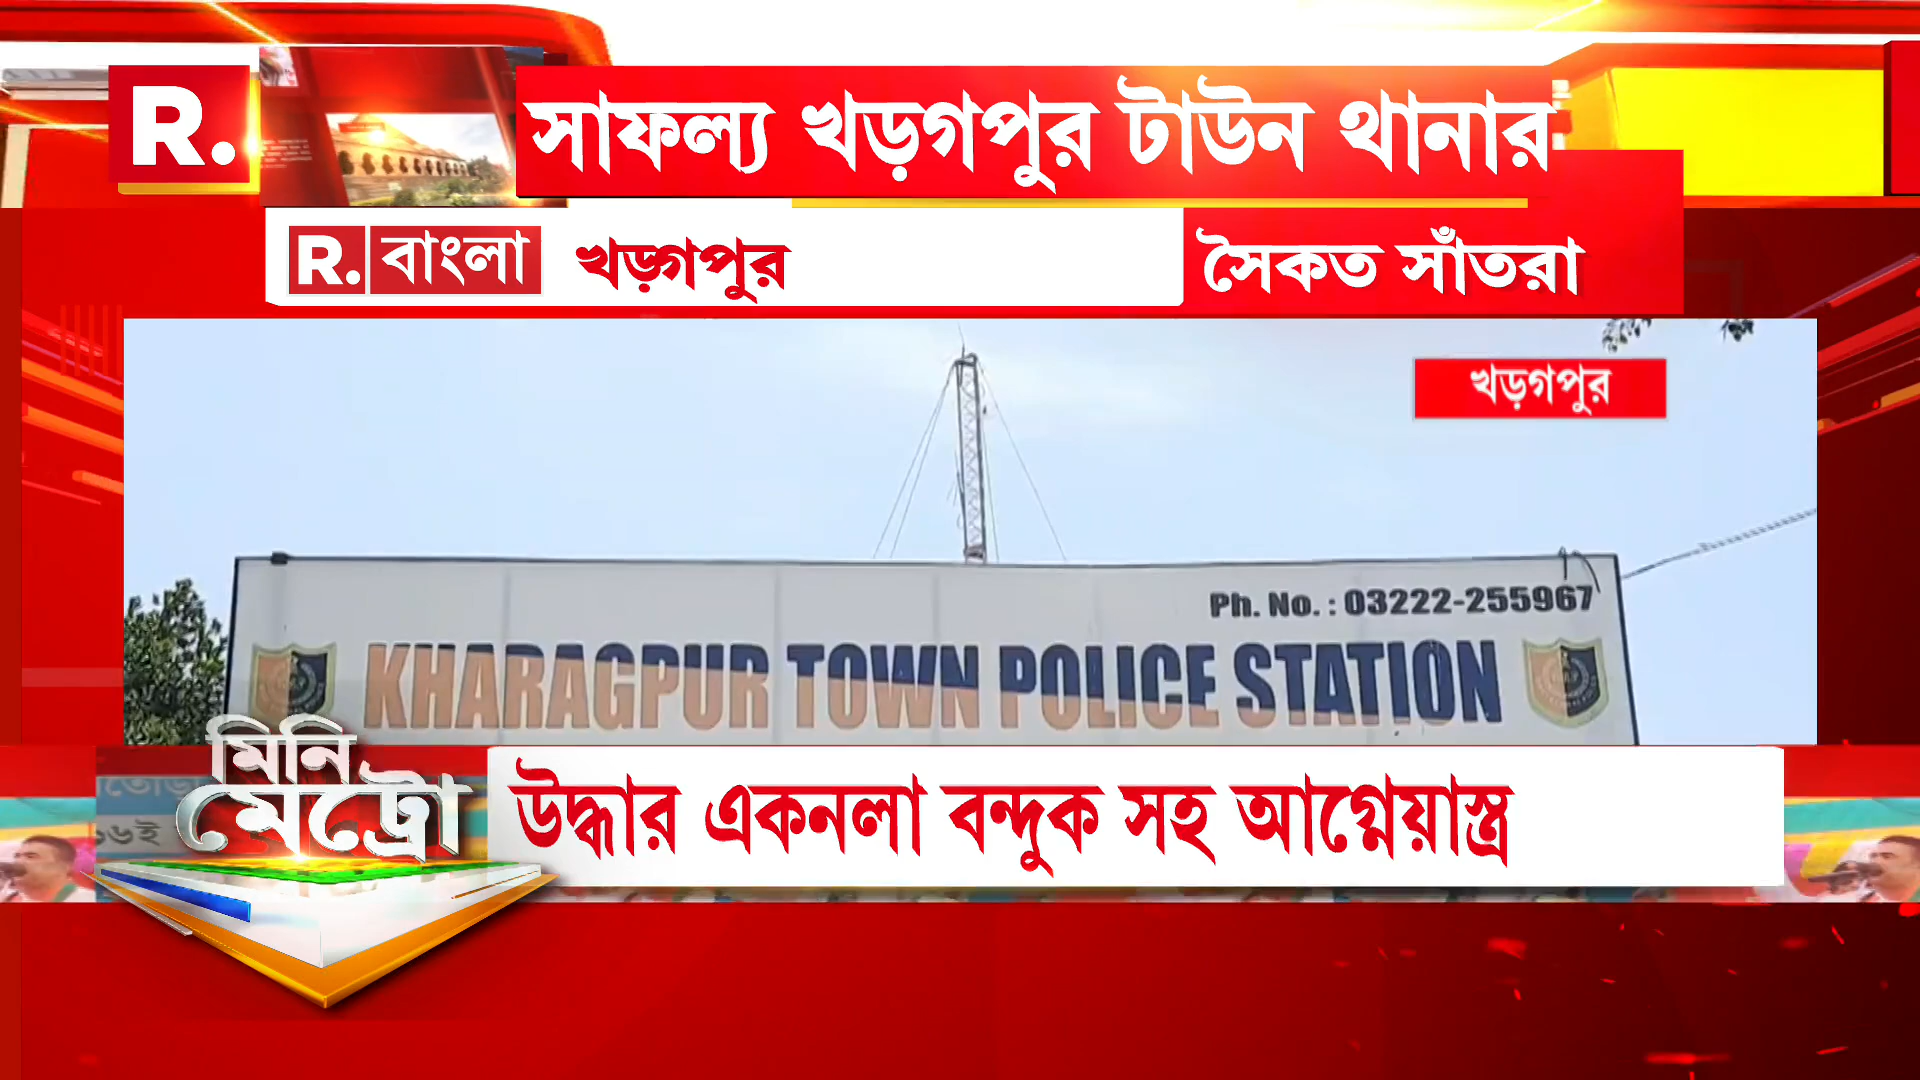 R.
সাফল্য খড়গপুর টাউন থানার
R. বাংলা
খড়্গপুর
সৈকত সাঁতরা
খড়গপুর
Ph. No. : 03222-255967
KHARAGPUR TOWN POLICE STATION
মিনি
মেট্রো
উদ্ধার একনলা বন্দুক সহ আগ্নেয়াস্ত্র